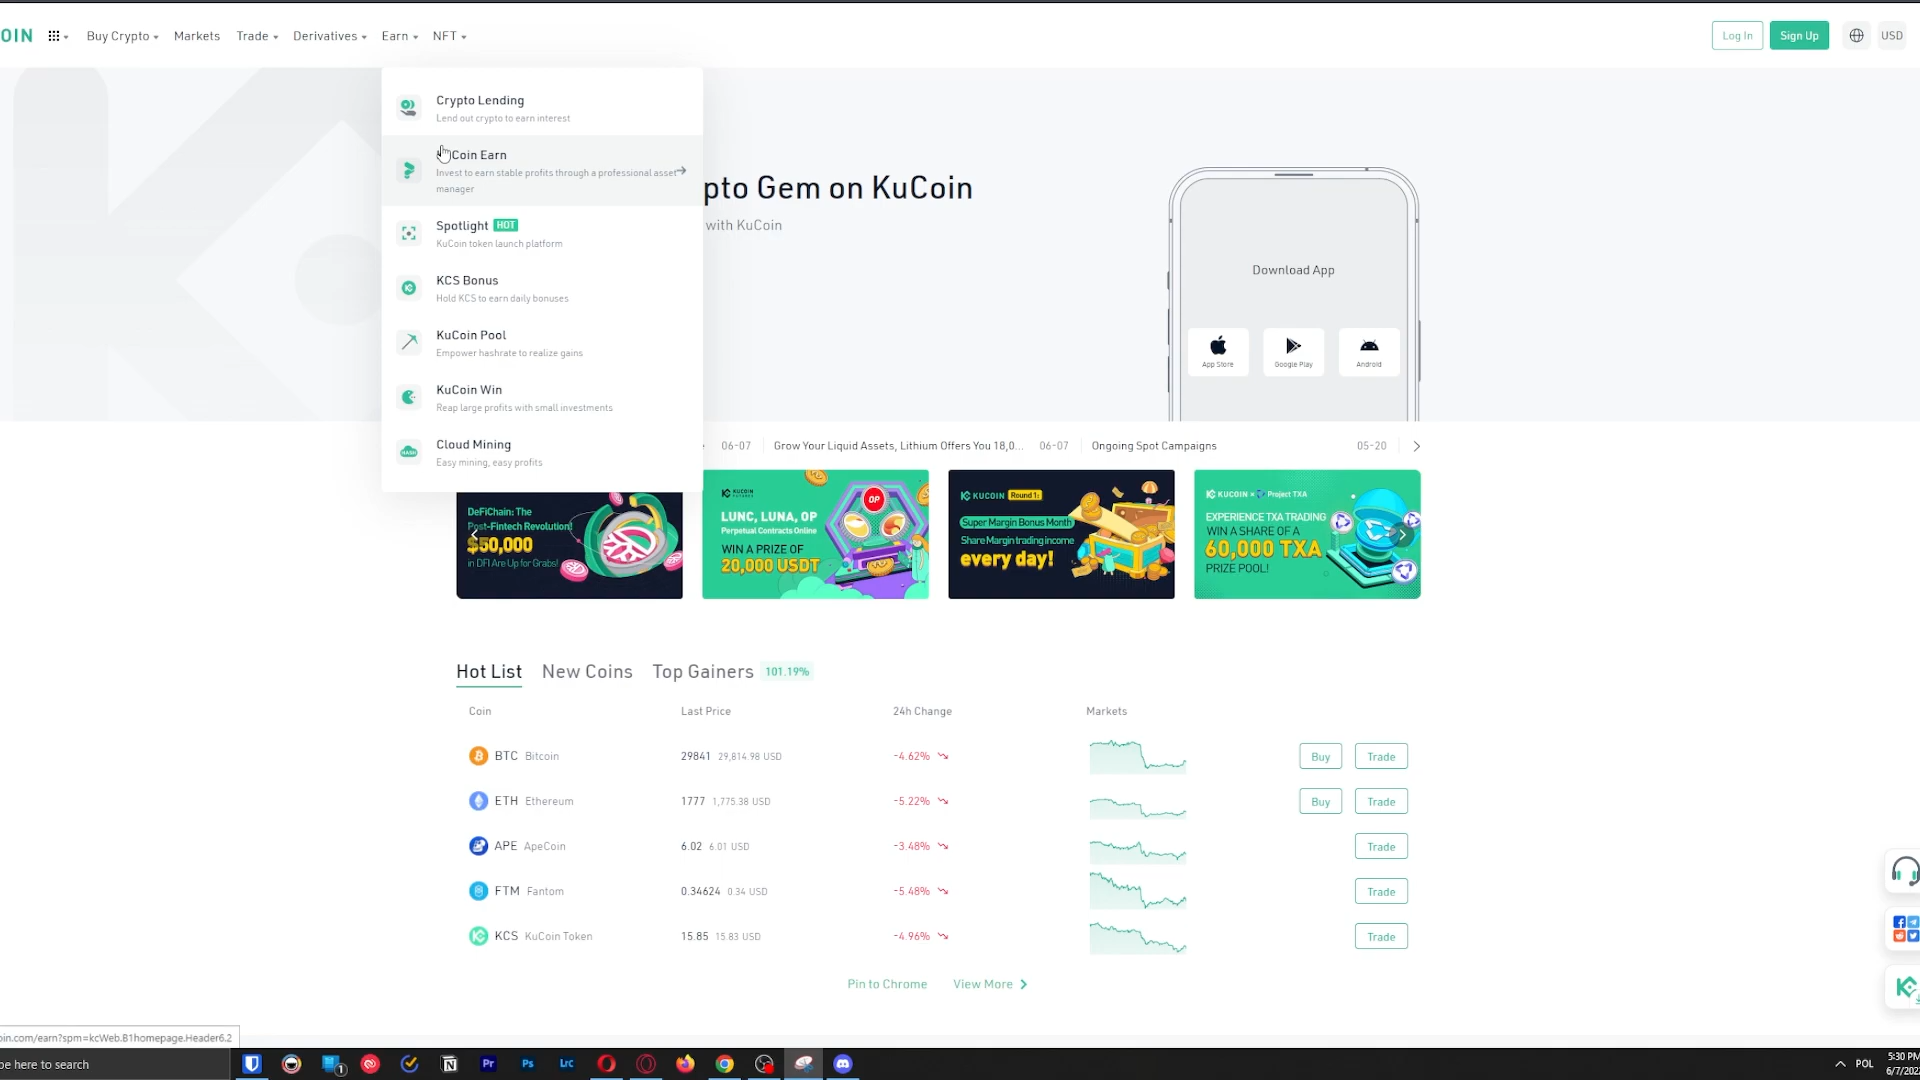 OIN
Buy Crypto
Markets
Trade
Derivatives
Earn
NFT
Log In
Sign Up
USD
Crypto Lending
Lend out crypto to earn interest
Coin Earn
Invest to earn stable profits through a professional asset
manager
Spotlight HOT
KuCoin token launch platform
KCS Bonus
Hold KCS to earn daily bonuses
KuCoin Pool
Empower hashrate to realize gains
KuCoin Win
Reap large profits with small investments
Cloud Mining
Easy mining, easy profits
HASH
pto Gem on KuCoin
with KuCoin
Download App
App Store
Google Play
Android
06-07
Grow Your Liquid Assets, Lithium Offers You 18,0...
06-07
Ongoing Spot Campaigns
05-20
DeFiChain: The
Post-Fintech Revolution!
$50,000
in DFI Are Up for Grabs!
KUCOIN
FUTURES
LUNC, LUNA, OP
Perpetual Contracts Online
WIN A PRIZE OF
20,000 USDT
OP
KUCOIN Round 1:
Super Margin Bonus Month
Share Margin trading income
every day!
KUCOIN × Project TXA
EXPERIENCE TXA TRADING
WIN A SHARE OF A
60,000 TXA
PRIZE POOL!
Hot List
New Coins
Top Gainers
101.19%
Coin
Last Price
24h Change
Markets
BTC Bitcoin
29841 29,814.98 USD
-4.62%
Buy
Trade
ETH Ethereum
1777 1,775.38 USD
-5.22%
Buy
Trade
APE ApeCoin
6.02 6.01 USD
-3.48%
Trade
FTM Fantom
0.34624 0.34 USD
-5.48%
Trade
KCS KuCoin Token
15.85 15.83 USD
-4.96%
Trade
Pin to Chrome
View More
oin.com/earn?spm=kcWeb.B1homepage.Header6.2
pe here to search
1
Pr
Ps
Lrc
POL
5:30 PM
6/7/202